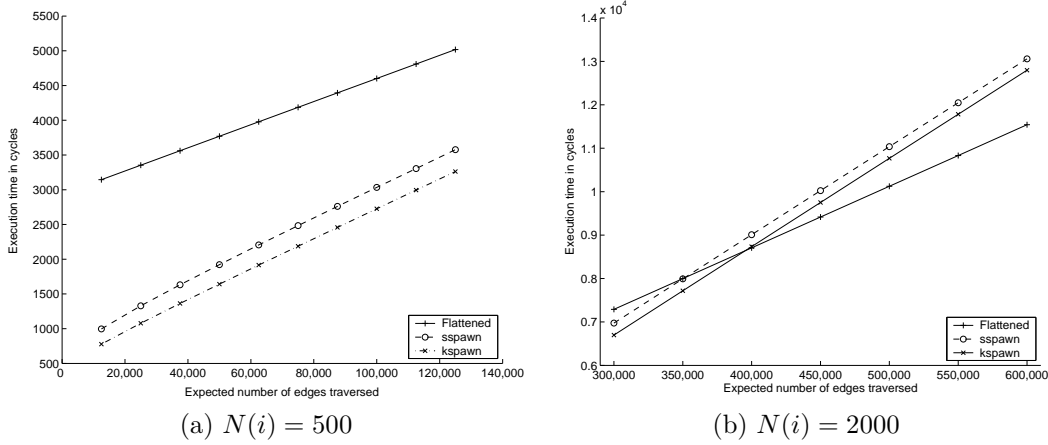 5500
5000
4500
4000
3500
3000
2500
2000
1500
1000
500
Execution time in cycles
0
20,000
40,000
60,000
80,000
100,000
120,000
140,000
Expected number of edges traversed
Flattened
sspawn
kspawn
(a) N(i) = 500
x 10^4
1.4
1.3
1.2
1.1
1
0.9
0.8
0.7
0.6
Execution time in cycles
300,000
350,000
400,000
450,000
500,000
550,000
600,000
Expected number of edges traversed
Flattened
sspawn
kspawn
(b) N(i) = 2000